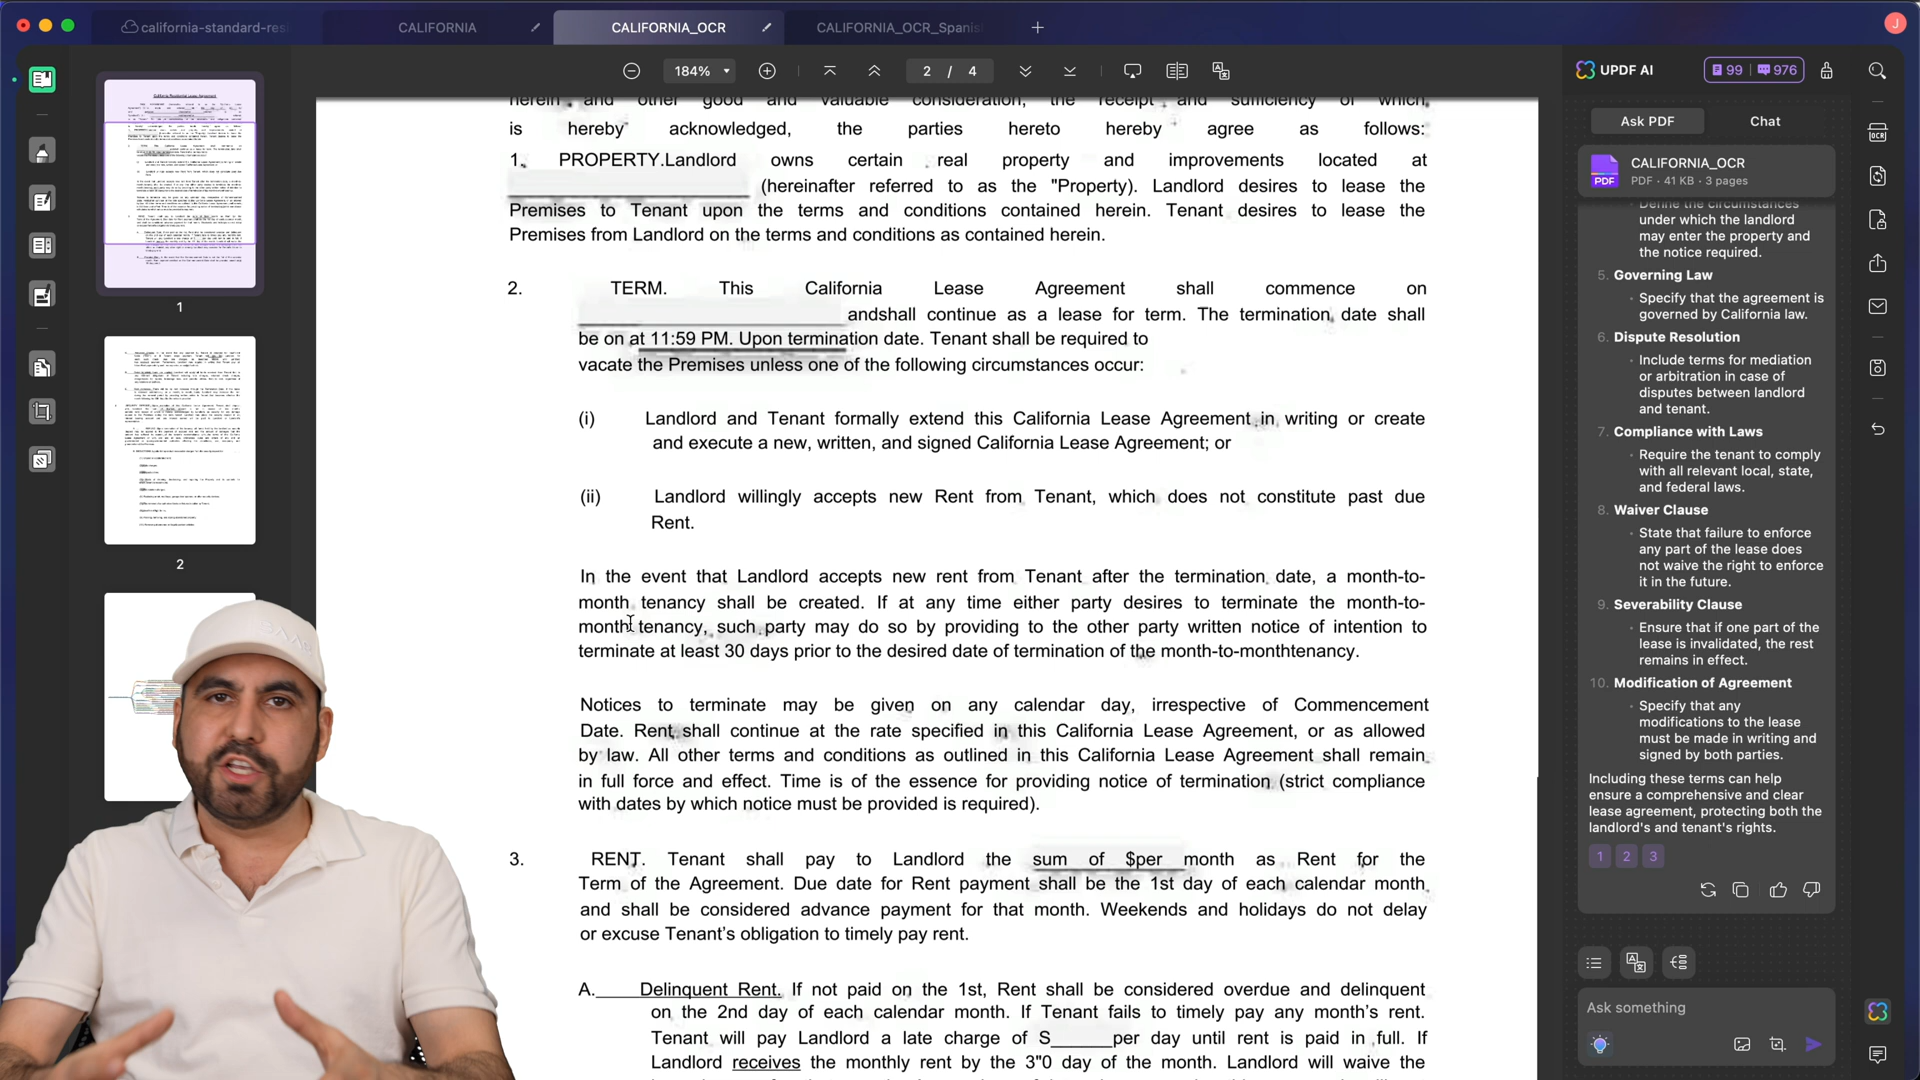 california-standard-res
CALIFORNIA
CALIFORNIA_OCR
CALIFORNIA_OCR_Spanis
J
184%
2 / 4
UPDF AI
99
976
Ask PDF
Chat
CALIFORNIA_OCR
PDF
PDF · 41 KB · 3 pages
California Residential Lease Agreement
1
2
herein, and other good and valuable consideration, the receipt and sufficiency of which,
is hereby acknowledged, the parties hereto hereby agree as follows:
1. PROPERTY.Landlord owns certain real property and improvements located at
(hereinafter referred to as the "Property). Landlord desires to lease the
Premises to Tenant upon the terms and conditions contained herein. Tenant desires to lease the
Premises from Landlord on the terms and conditions as contained herein.
2. TERM. This California Lease Agreement shall commence on
andshall continue as a lease for term. The termination, date shall
be on at 11:59 PM. Upon termination date. Tenant shall be required to
vacate the Premises unless one of the following circumstances occur:
(i) Landlord and Tenant formally extend this California Lease Agreement in writing or create
and execute a new, written, and signed California Lease Agreement; or
(ii) Landlord willingly accepts new Rent from Tenant, which does not constitute past due
Rent.
In the event that Landlord accepts new rent from Tenant after the termination date, a month-to-
month tenancy shall be created. If at any time either party desires to terminate the month-to-
month tenancy, such party may do so by providing to the other party written notice of intention to
terminate at least 30 days prior to the desired date of termination of the month-to-monthtenancy.
Notices to terminate may be given on any calendar day, irrespective of Commencement
Date. Rent shall continue at the rate specified in this California Lease Agreement, or as allowed
by law. All other terms and conditions as outlined in this California Lease Agreement shall remain
in full force and effect. Time is of the essence for providing notice of termination (strict compliance
with dates by which notice must be provided is required).
3. RENT. Tenant shall pay to Landlord the sum of $per month as Rent for the
Term of the Agreement. Due date for Rent payment shall be the 1st day of each calendar month
and shall be considered advance payment for that month. Weekends and holidays do not delay
or excuse Tenant's obligation to timely pay rent.
A. Delinquent Rent. If not paid on the 1st, Rent shall be considered overdue and delinquent
on the 2nd day of each calendar month. If Tenant fails to timely pay any month's rent.
Tenant will pay Landlord a late charge of S______per day until rent is paid in full. If
Landlord receives the monthly rent by the 3"0 day of the month. Landlord will waive the
Define the circumstances
under which the landlord
may enter the property and
the notice required.
5. Governing Law
• Specify that the agreement is
governed by California law.
6. Dispute Resolution
• Include terms for mediation
or arbitration in case of
disputes between landlord
and tenant.
7. Compliance with Laws
• Require the tenant to comply
with all relevant local, state,
and federal laws.
8. Waiver Clause
• State that failure to enforce
any part of the lease does
not waive the right to enforce
it in the future.
9. Severability Clause
• Ensure that if one part of the
lease is invalidated, the rest
remains in effect.
10. Modification of Agreement
• Specify that any
modifications to the lease
must be made in writing and
signed by both parties.
Including these terms can help
ensure a comprehensive and clear
lease agreement, protecting both the
landlord's and tenant's rights.
1 2 3
Ask something
OCR